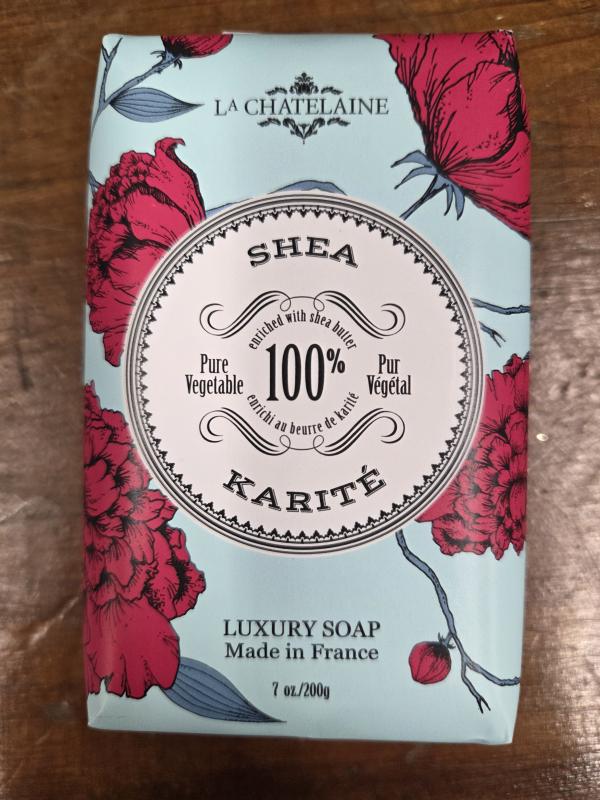 LA CHATELAINE
SHEA
enriched with shea butter
Pure
Vegetable
100%
Pur
Végétal
enrichi au beurre de karité
KARITÉ
LUXURY SOAP
Made in France
7 oz./200g